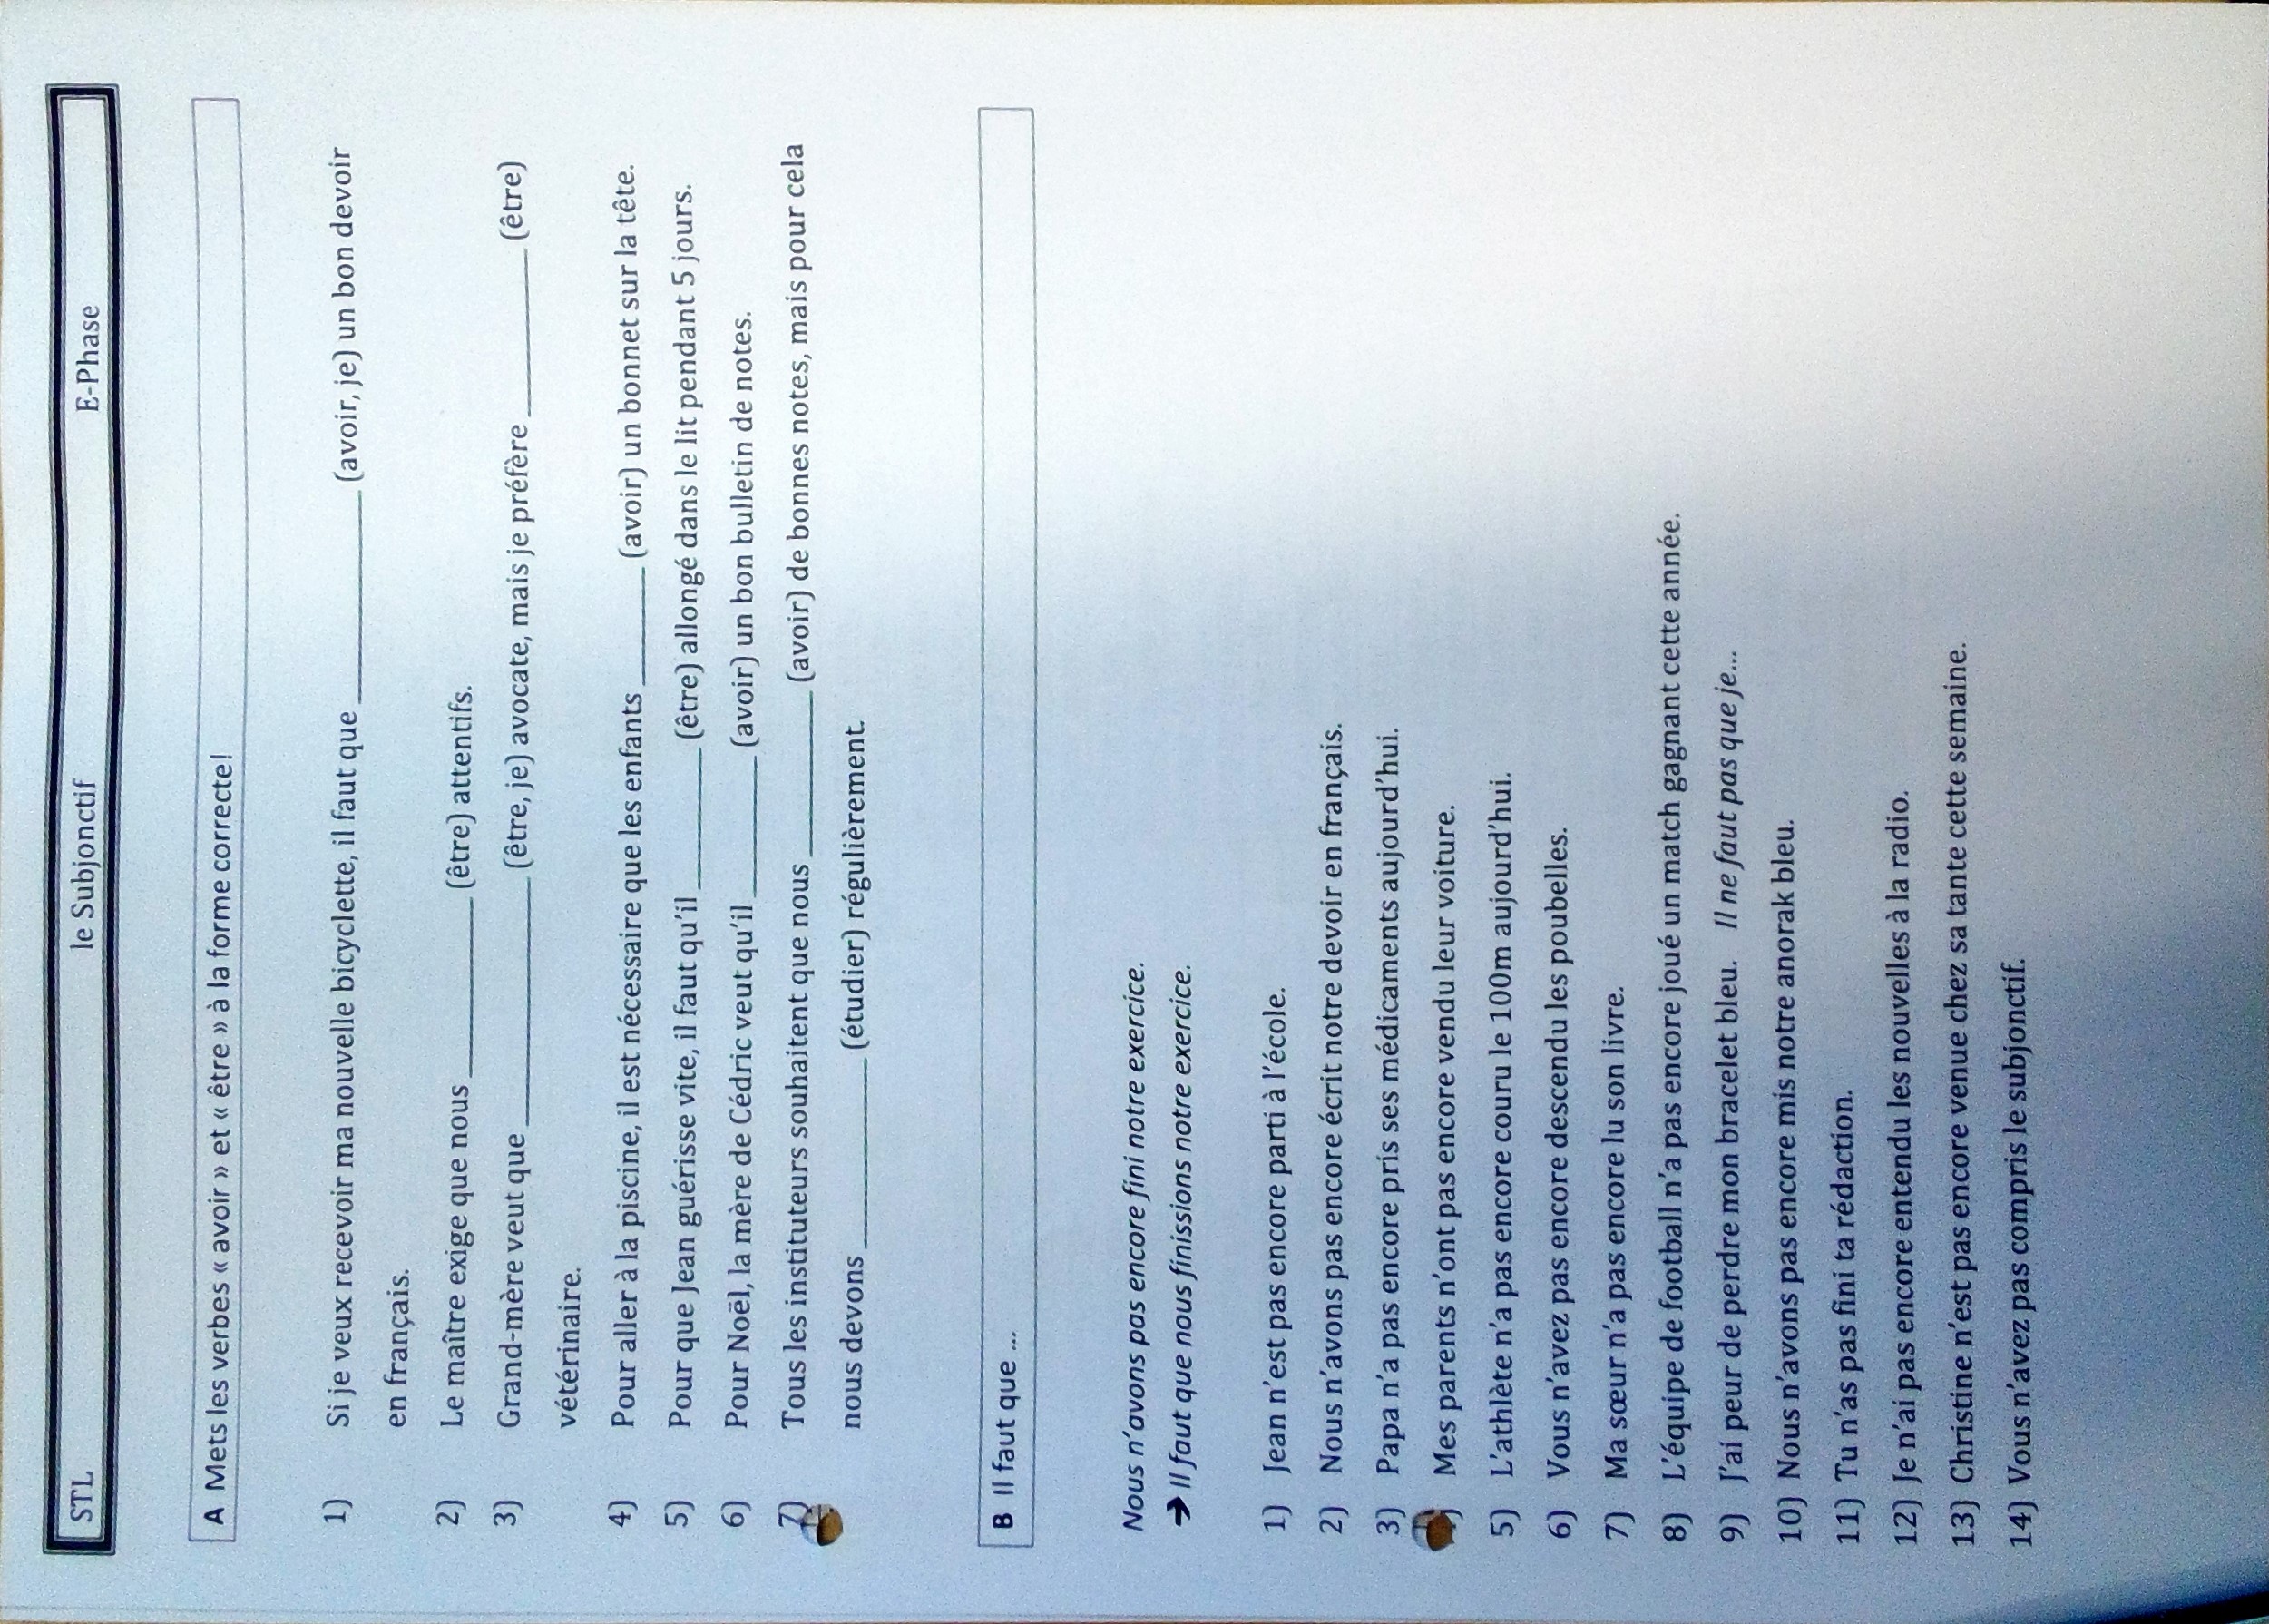 STL le Subjonctif E-Phase
A Mets les verbes « avoir » et « être » à la forme correcte!
1) Si je veux recevoir ma nouvelle bicyclette, il faut que ______________ (avoir, je) un bon devoir
en français.
2) Le maître exige que nous ____________ (être) attentifs.
3) Grand-mère veut que ________________ (être, je) avocate, mais je préfère ___________ (être)
vétérinaire.
4) Pour aller à la piscine, il est nécessaire que les enfants ________ (avoir) un bonnet sur la tête.
5) Pour que Jean guérisse vite, il faut qu'il _________ (être) allongé dans le lit pendant 5 jours.
6) Pour Noël, la mère de Cédric veut qu'il _________ (avoir) un bon bulletin de notes.
7) Tous les instituteurs souhaitent que nous ___________ (avoir) de bonnes notes, mais pour cela
nous devons ____________ (étudier) régulièrement.
B Il faut que ...
Nous n'avons pas encore fini notre exercice.
➔ Il faut que nous finissions notre exercice.
1) Jean n'est pas encore parti à l'école.
2) Nous n'avons pas encore écrit notre devoir en français.
3) Papa n'a pas encore pris ses médicaments aujourd'hui.
) Mes parents n'ont pas encore vendu leur voiture.
5) L'athlète n'a pas encore couru le 100m aujourd'hui.
6) Vous n'avez pas encore descendu les poubelles.
7) Ma sœur n'a pas encore lu son livre.
8) L'équipe de football n'a pas encore joué un match gagnant cette année.
9) J'ai peur de perdre mon bracelet bleu. Il ne faut pas que je...
10) Nous n'avons pas encore mis notre anorak bleu.
11) Tu n'as pas fini ta rédaction.
12) Je n'ai pas encore entendu les nouvelles à la radio.
13) Christine n'est pas encore venue chez sa tante cette semaine.
14) Vous n'avez pas compris le subjonctif.